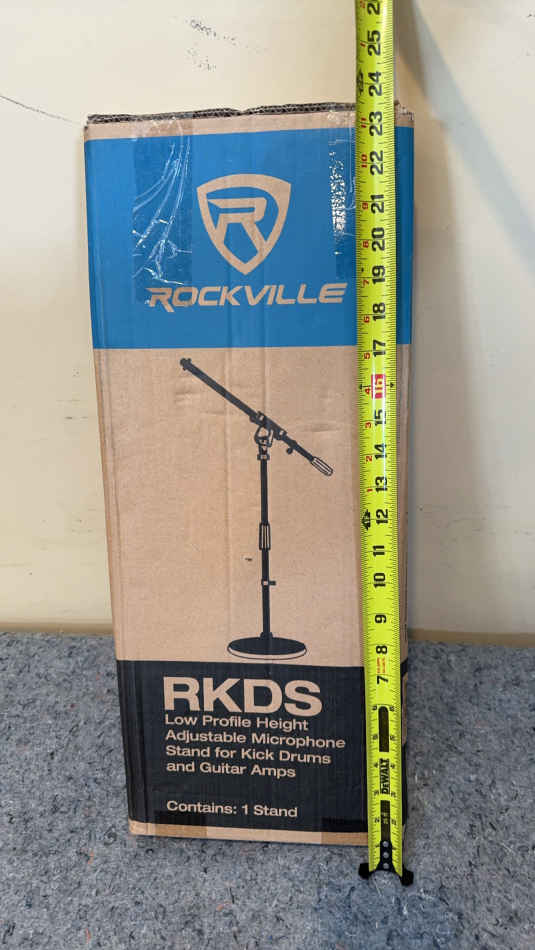 ROCKVILLE
RKDS
Low Profile Height
Adjustable Microphone
Stand for Kick Drums
and Guitar Amps
Contains: 1 Stand
25
24
23
22
21
20
19
18
17
16
15
14
13
12
11
10
9
8
7
DEWALT